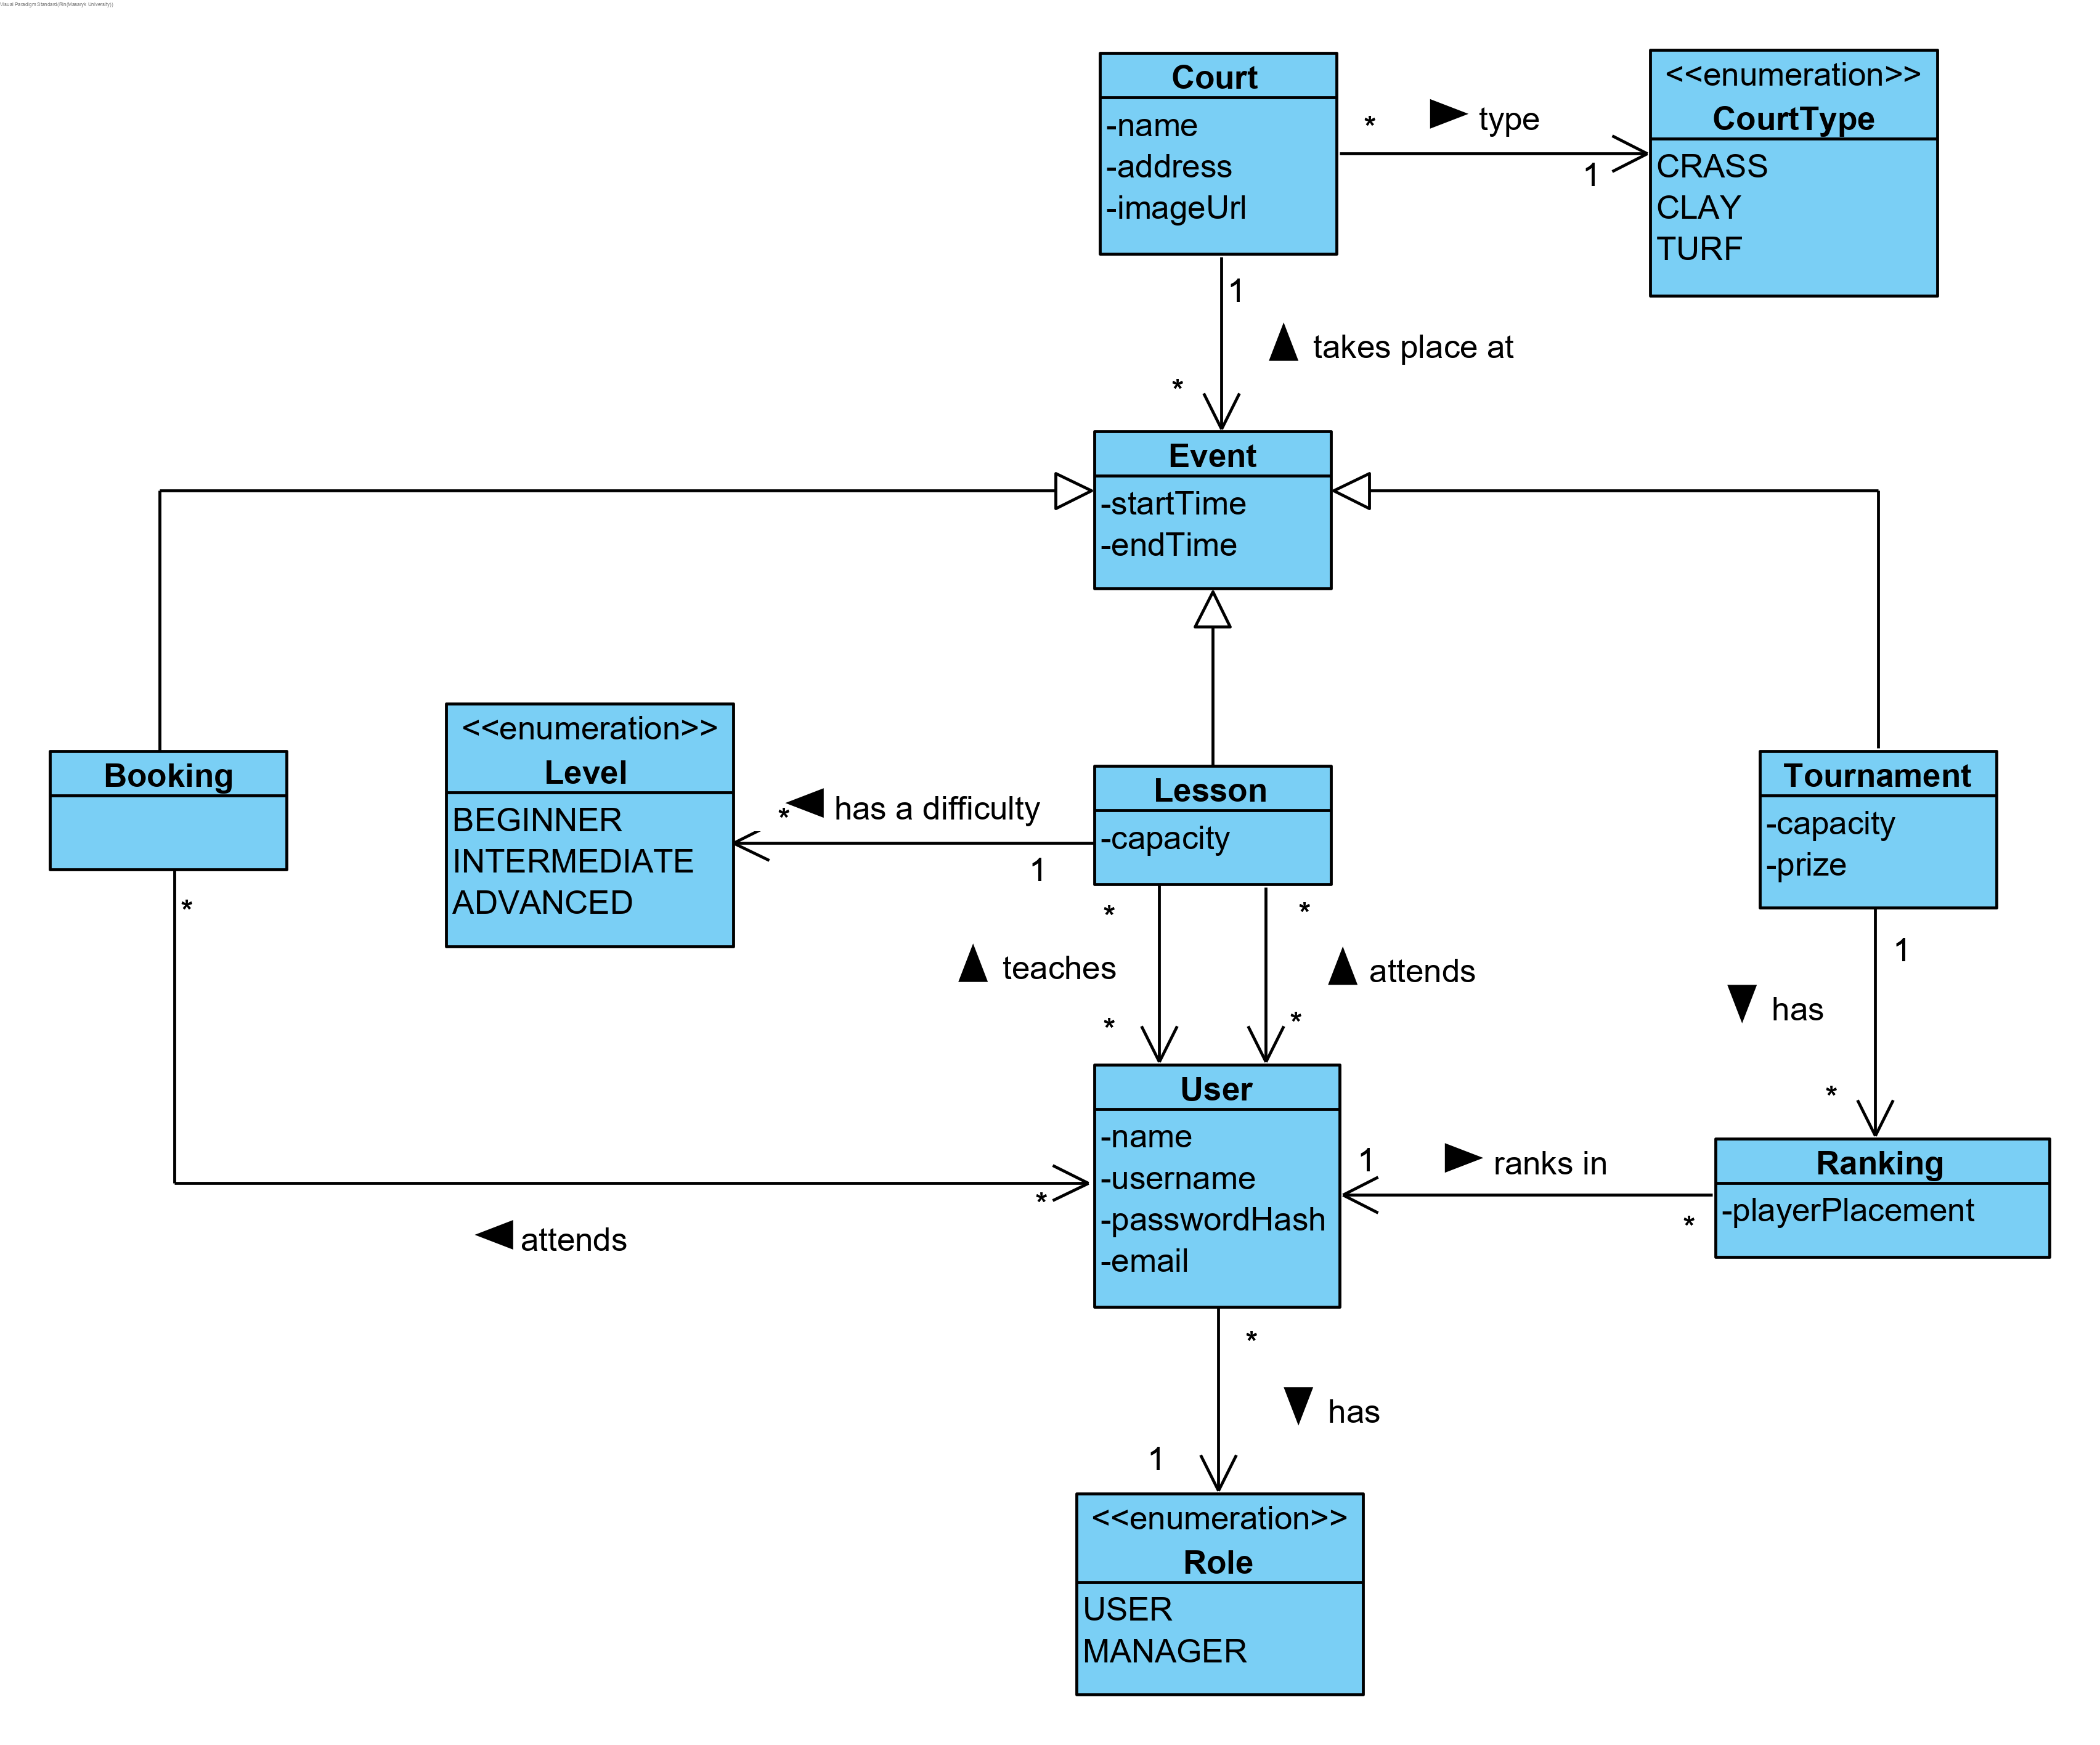 Visual Paradigm Standard(Rin(Masaryk University))
Court
-name
-address
-imageUrl
* type
1
<<enumeration>>
CourtType
CRASS
CLAY
TURF
1
takes place at
*
Event
-startTime
-endTime
Booking
*
<<enumeration>>
Level
BEGINNER
INTERMEDIATE
ADVANCED
* has a difficulty
1
Lesson
-capacity
Tournament
-capacity
-prize
* *
teaches attends
* *
1
has
*
User
-name
-username
-passwordHash
-email
*
attends
1 ranks in
*
Ranking
-playerPlacement
*
has
1
<<enumeration>>
Role
USER
MANAGER